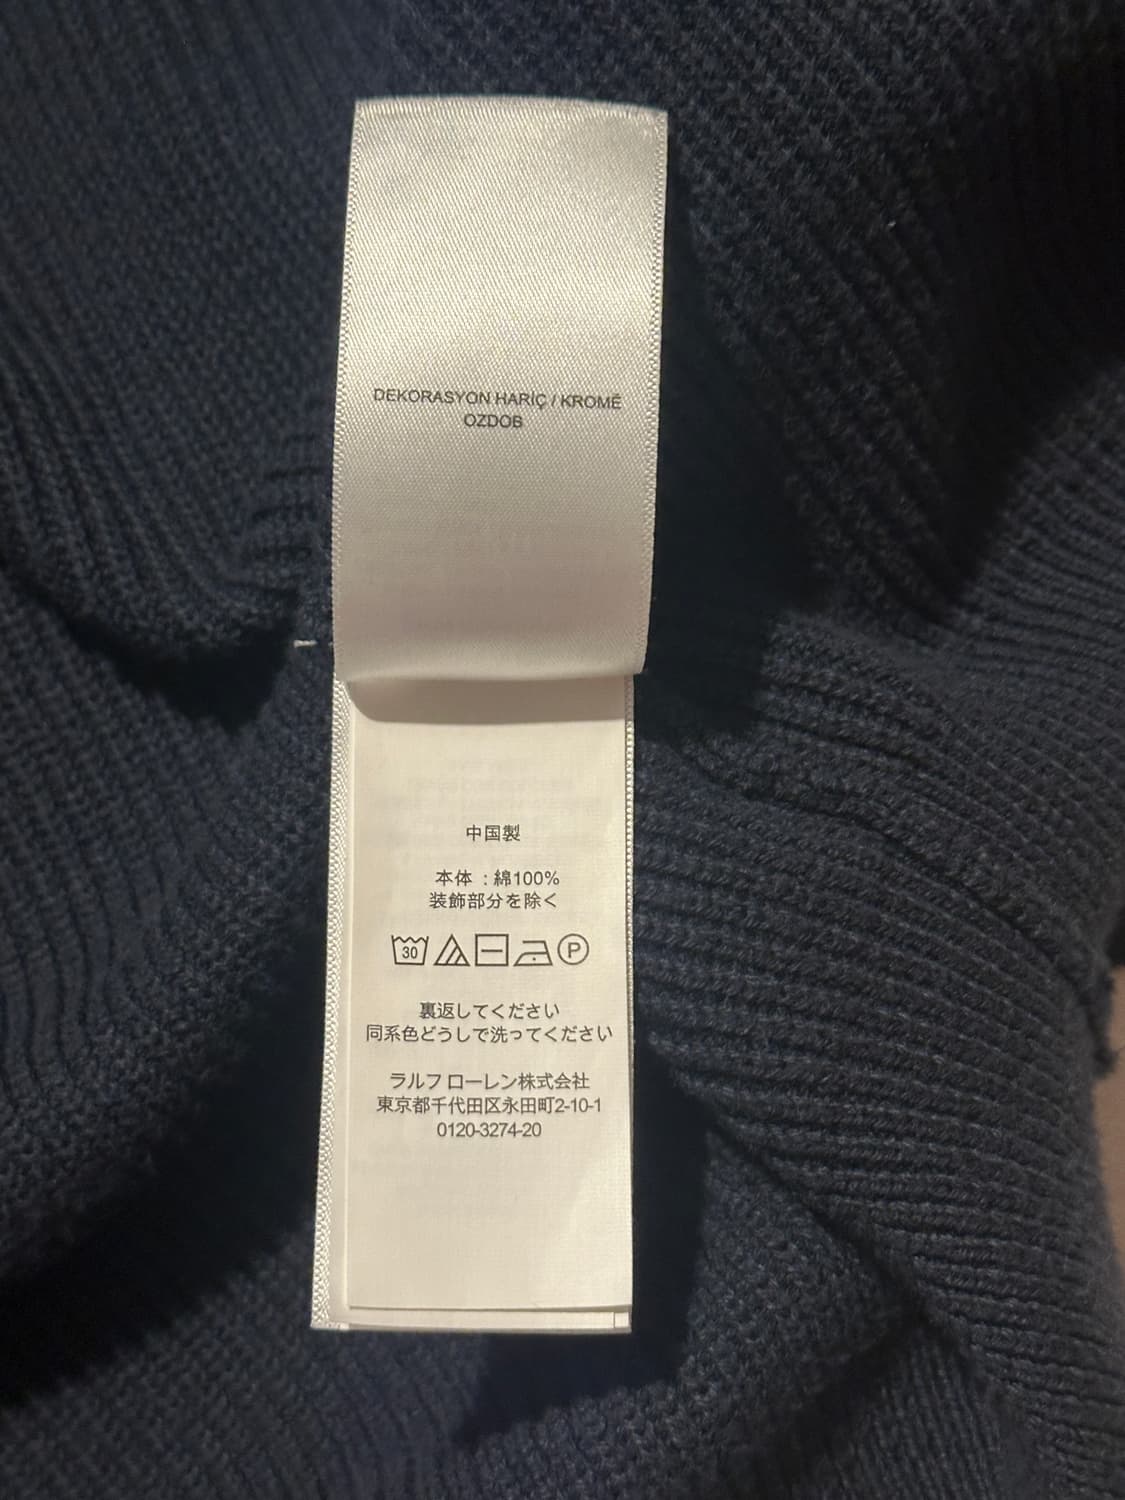 DEKORASYON HARİÇ / KROMĚ
OZDOB
中国製
本体 : 綿100%
装飾部分を除く
30 P
裏返してください
同系色どうしで洗ってください
ラルフ ローレン株式会社
東京都千代田区永田町2-10-1
0120-3274-20